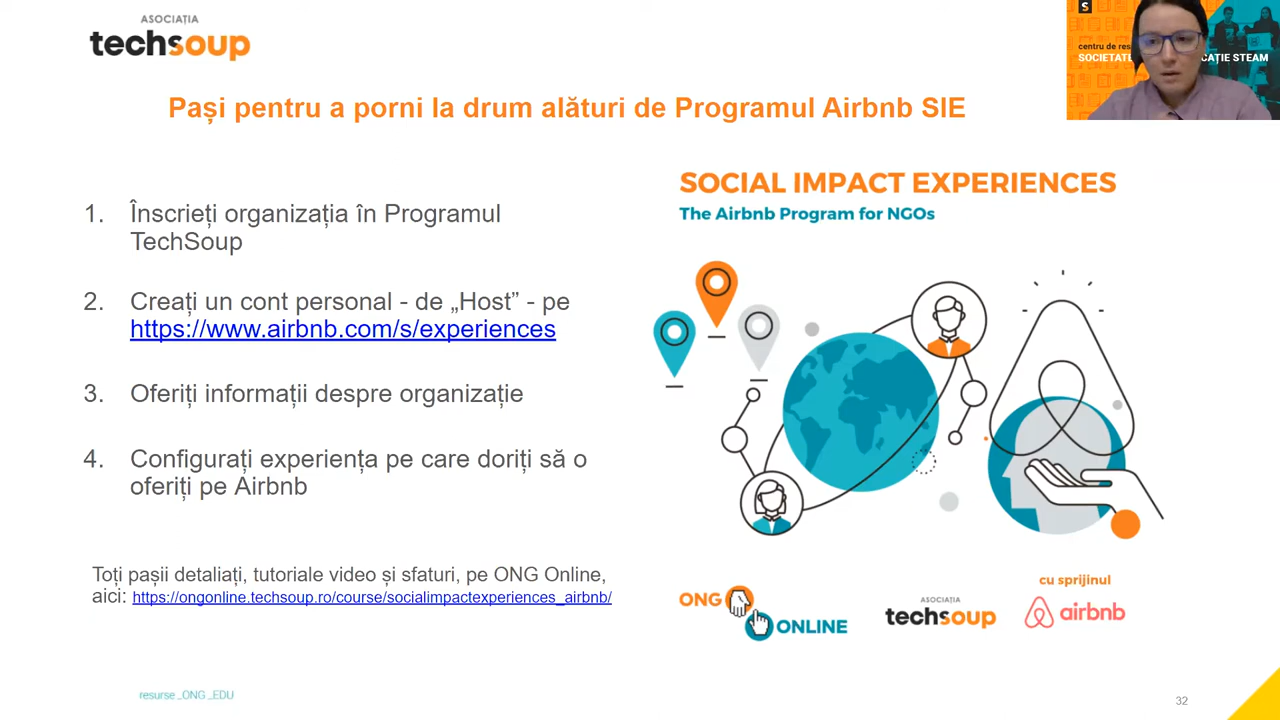 ASOCIAȚIA
techsoup
centru de res
SOCIETATE
CAȚIE STEAM
Pași pentru a porni la drum alături de Programul Airbnb SIE
1. Înscrieți organizația în Programul
TechSoup
2. Creați un cont personal - de „Host” - pe
https://www.airbnb.com/s/experiences
3. Oferiți informații despre organizație
4. Configurați experiența pe care doriți să o
oferiți pe Airbnb
Toți pașii detaliați, tutoriale video și sfaturi, pe ONG Online,
aici: https://ongonline.techsoup.ro/course/socialimpactexperiences_airbnb/
SOCIAL IMPACT EXPERIENCES
The Airbnb Program for NGOs
ONG
ONLINE
ASOCIAȚIA
techsoup
cu sprijinul
airbnb
resurse _ONG _EDU
32